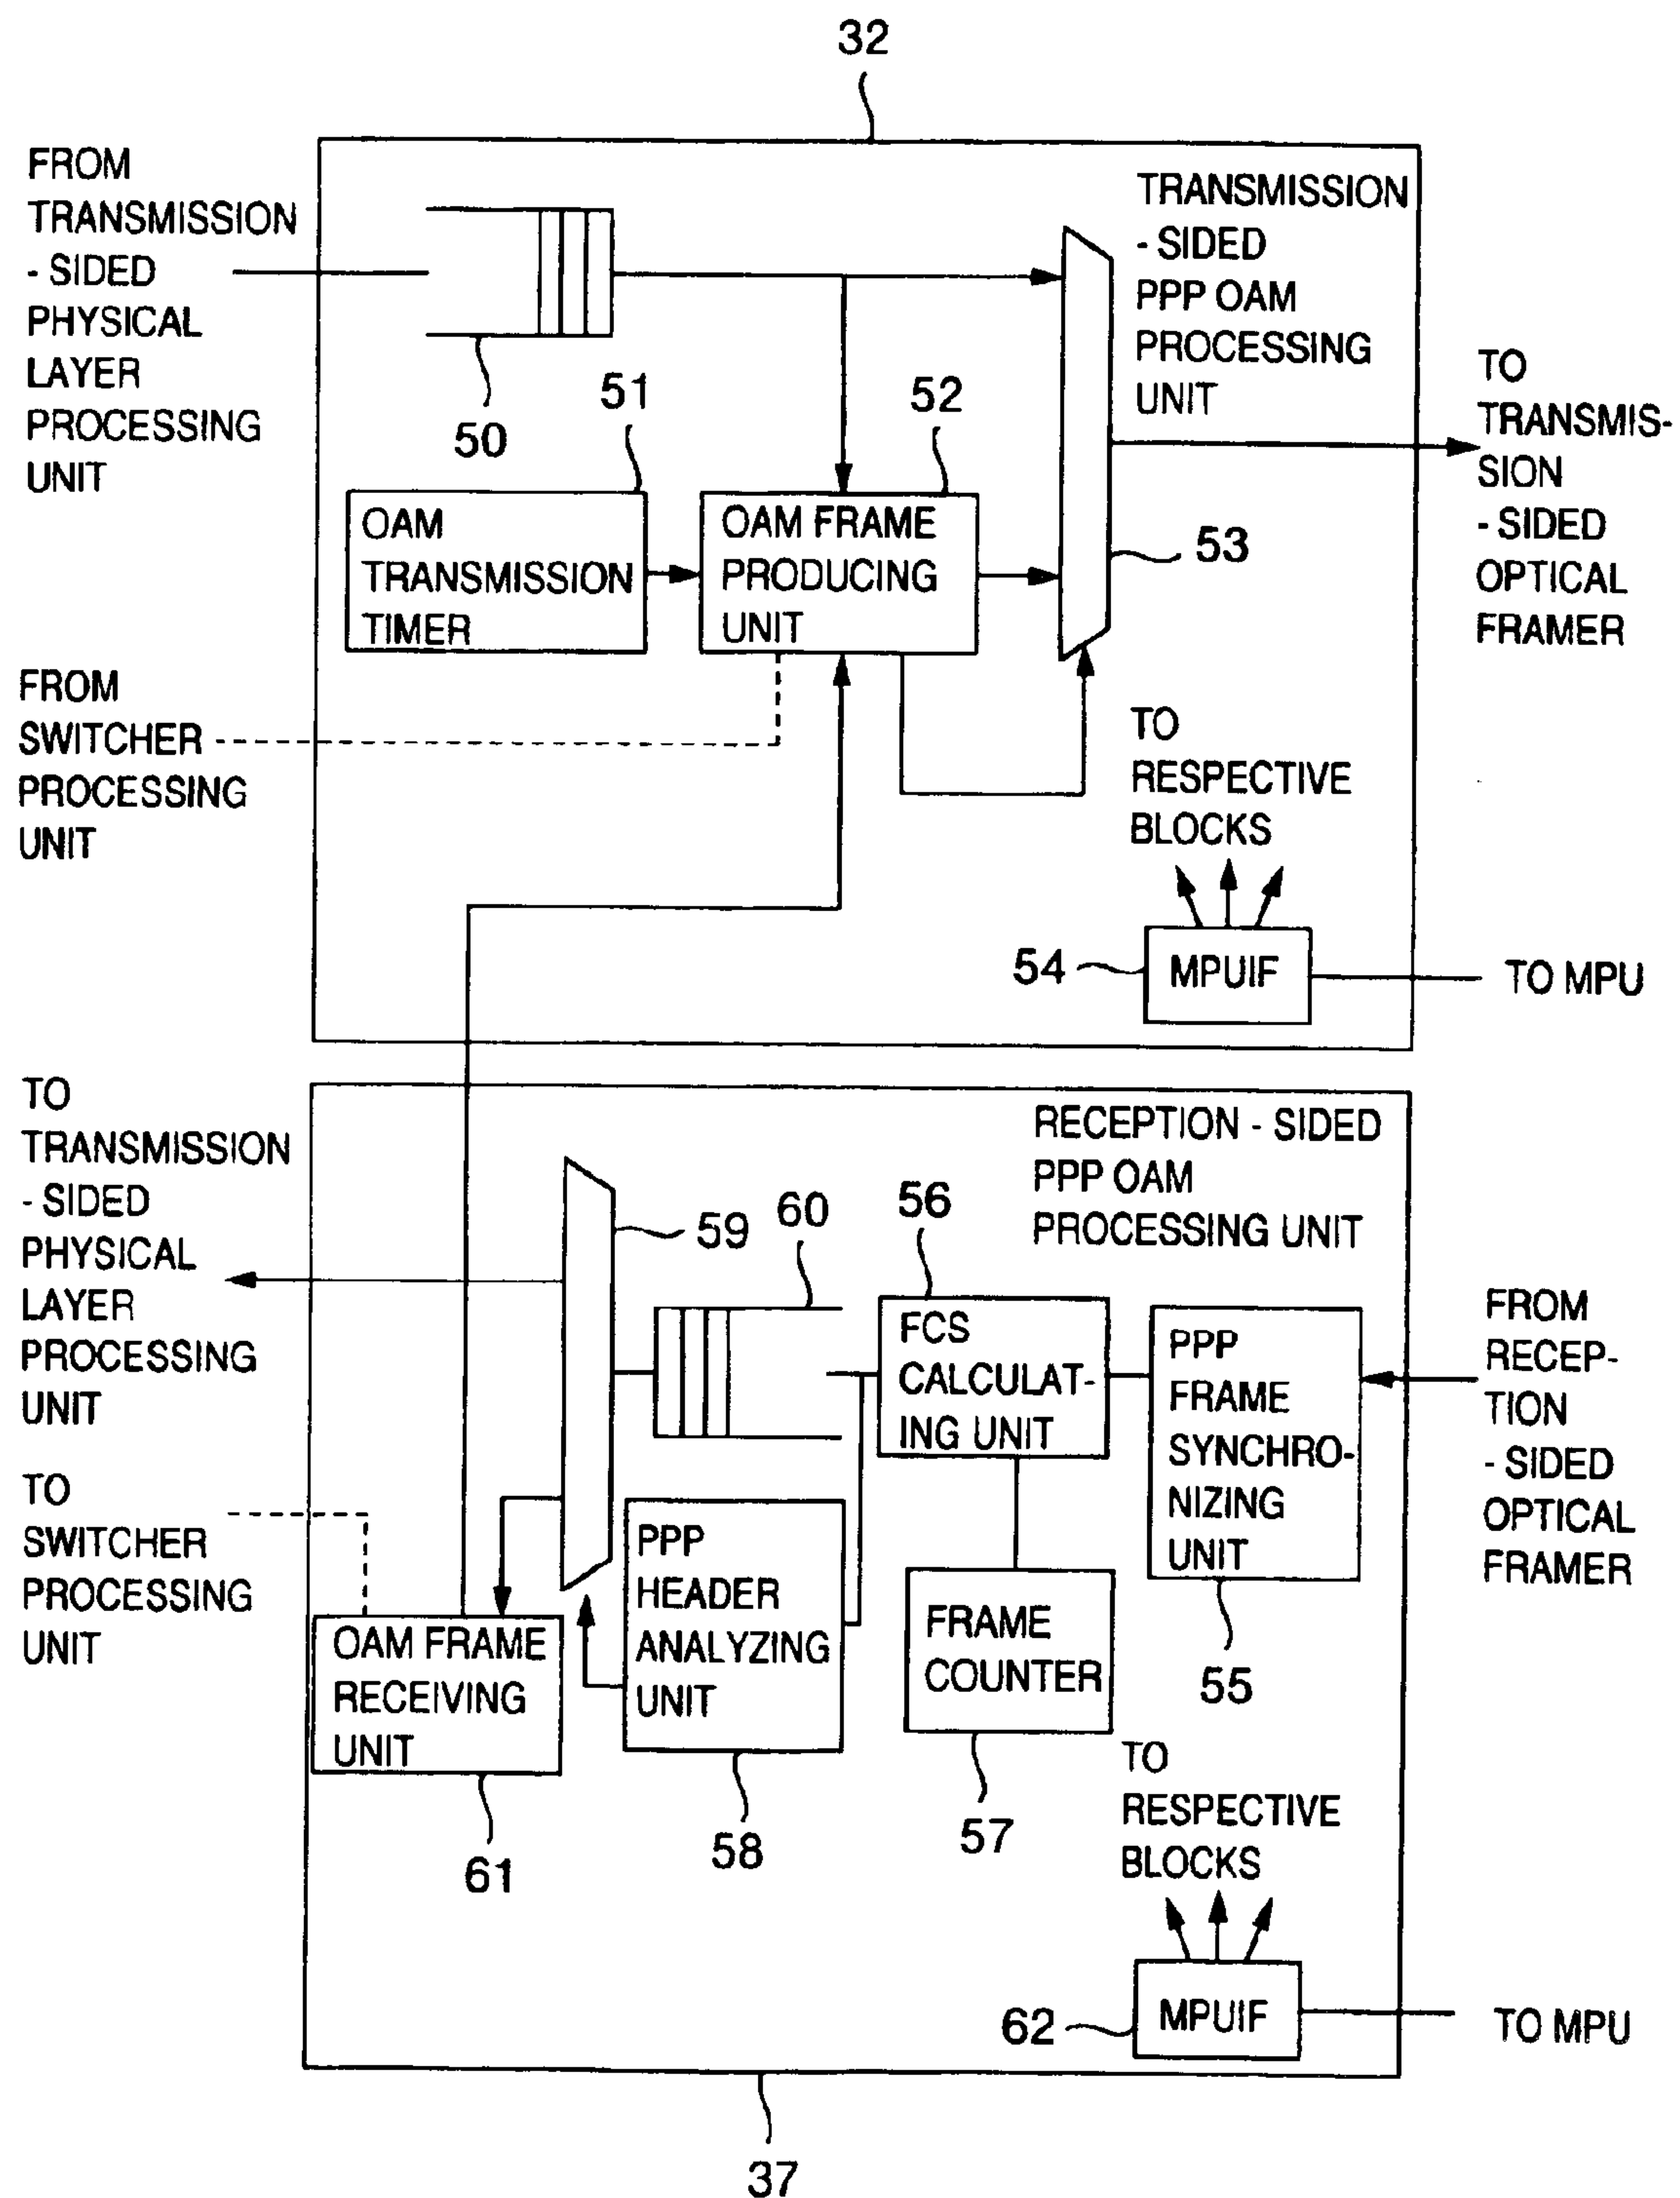 32
FROM
TRANSMISSION
- SIDED
PHYSICAL
LAYER
PROCESSING
UNIT
TRANSMISSION
- SIDED
PPP OAM
PROCESSING
UNIT
50
51
52
53
OAM
TRANSMISSION
TIMER
OAM FRAME
PRODUCING
UNIT
TO
TRANSMIS-
SION
- SIDED
OPTICAL
FRAMER
FROM
SWITCHER
PROCESSING
UNIT
TO
RESPECTIVE
BLOCKS
54
MPUIF
TO MPU
TO
TRANSMISSION
- SIDED
PHYSICAL
LAYER
PROCESSING
UNIT
RECEPTION - SIDED
PPP OAM
PROCESSING UNIT
59
60
56
FCS
CALCULAT-
ING UNIT
PPP
FRAME
SYNCHRO-
NIZING
UNIT
55
FROM
RECEP-
TION
- SIDED
OPTICAL
FRAMER
TO
SWITCHER
PROCESSING
UNIT
OAM FRAME
RECEIVING
UNIT
61
PPP
HEADER
ANALYZING
UNIT
58
FRAME
COUNTER
57
TO
RESPECTIVE
BLOCKS
62
MPUIF
TO MPU
37